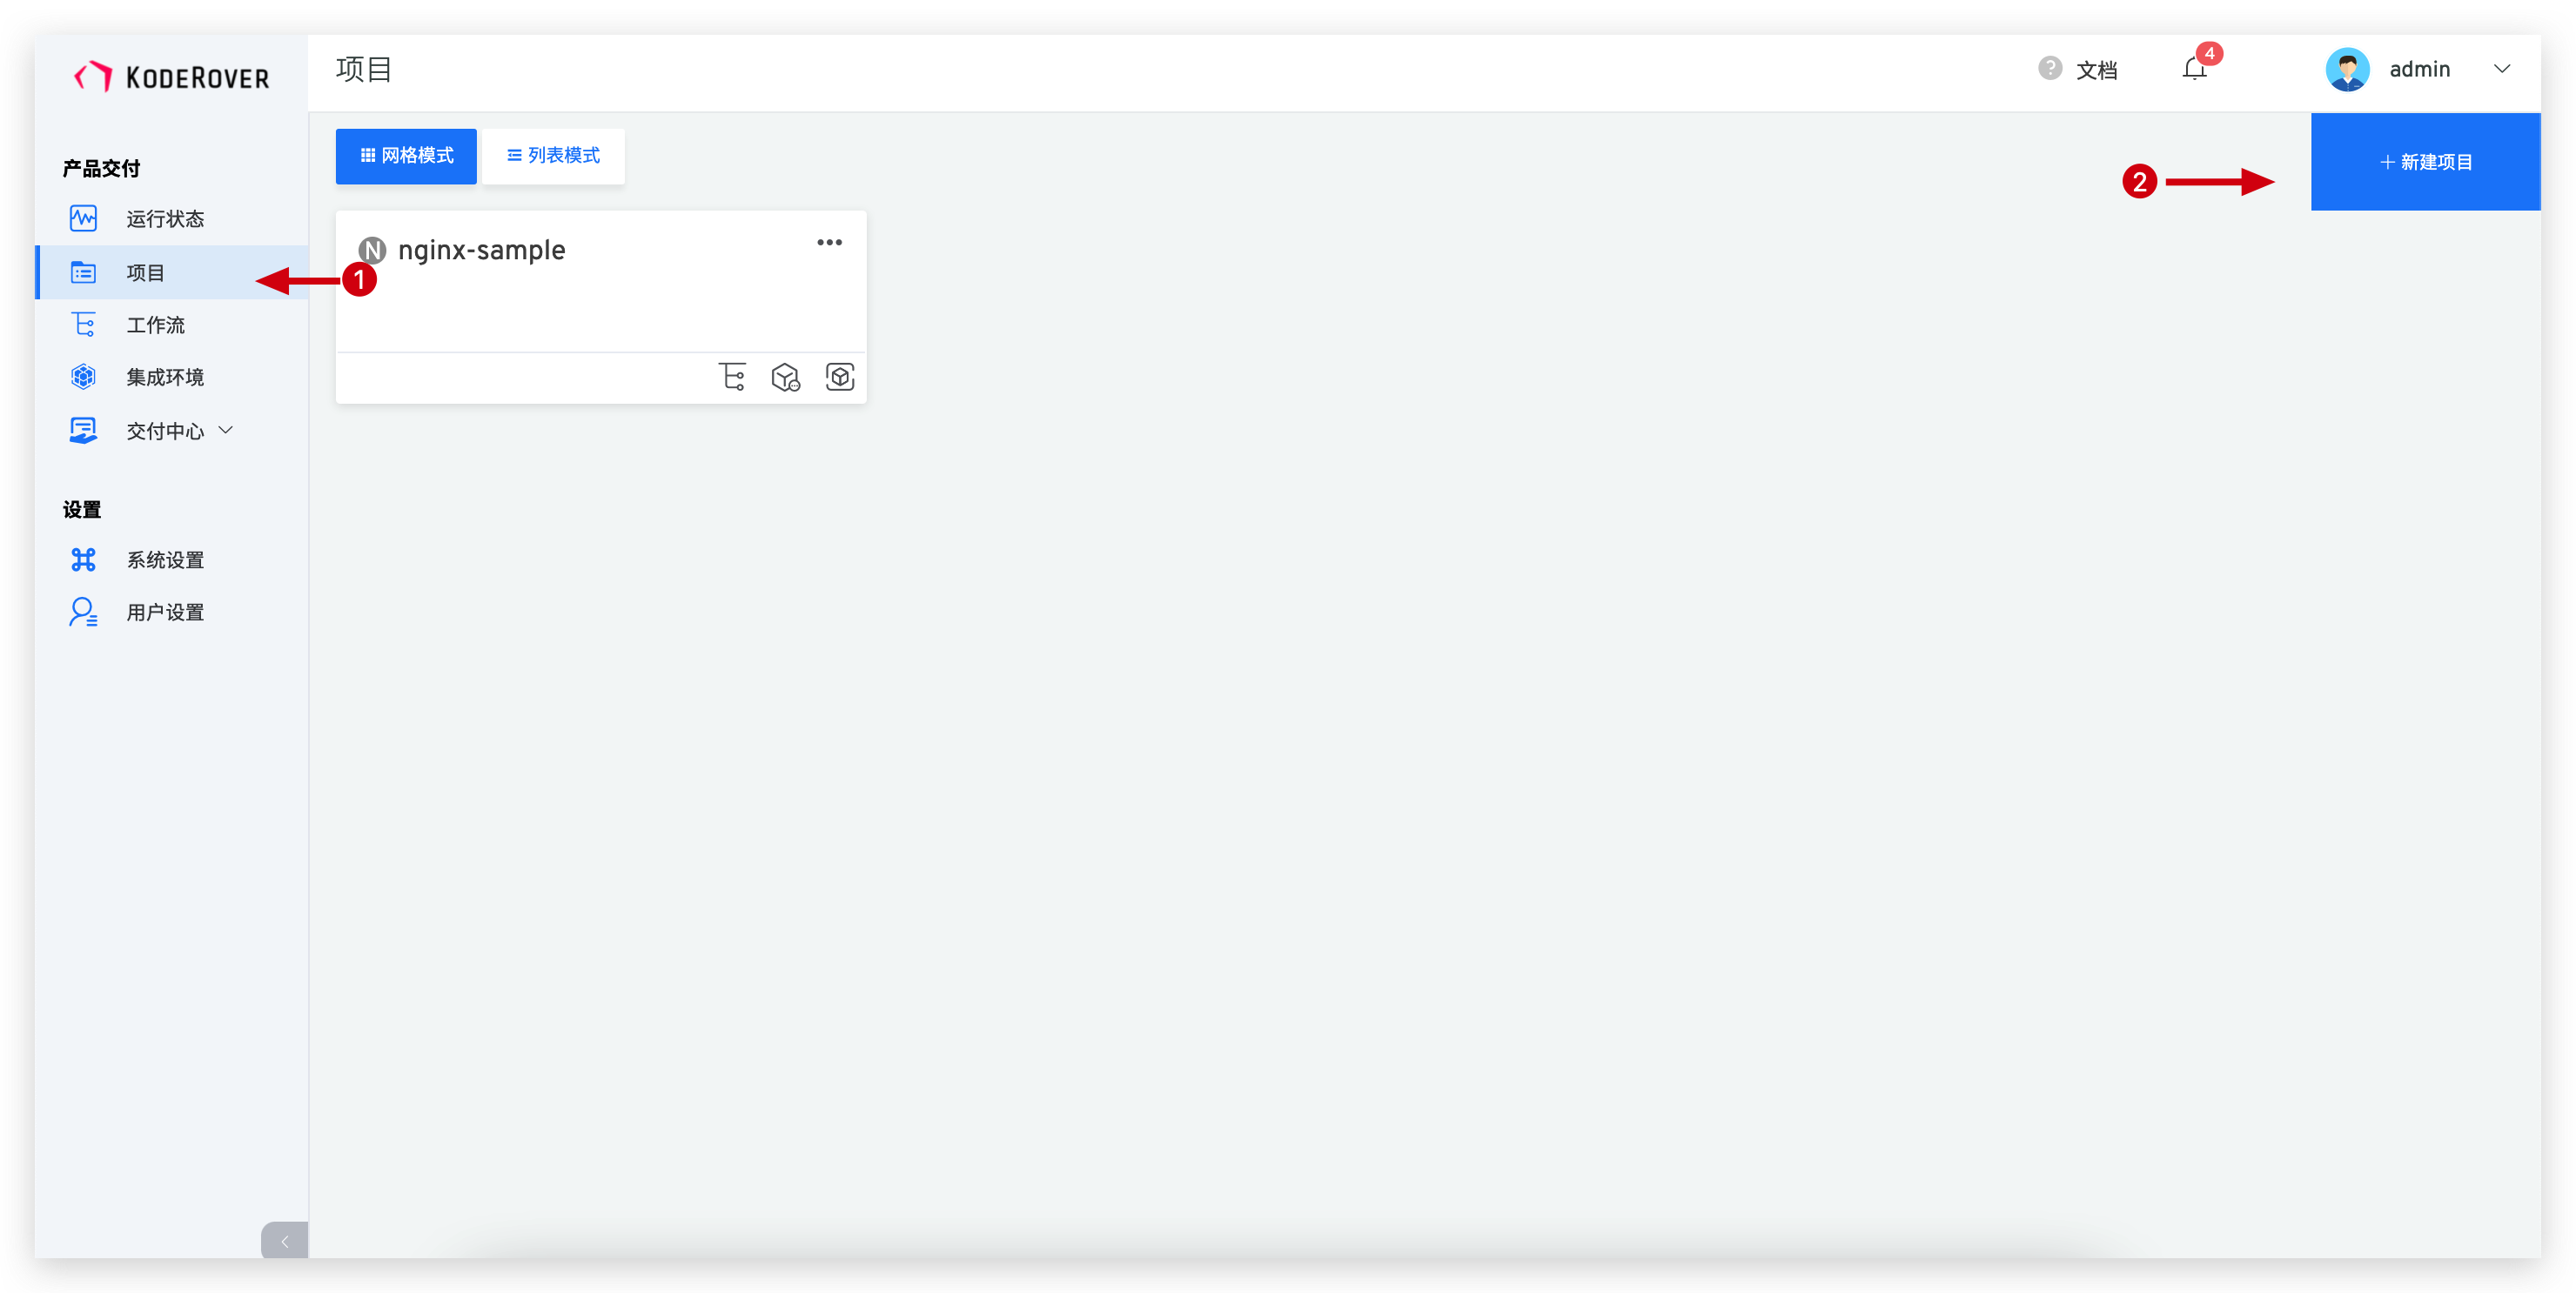 KODEROVER
产品交付
运行状态
项目
工作流
集成环境
交付中心
设置
系统设置
用户设置
项目
? 文档
4
admin
网格模式
列表模式
2
+ 新建项目
N nginx-sample
1